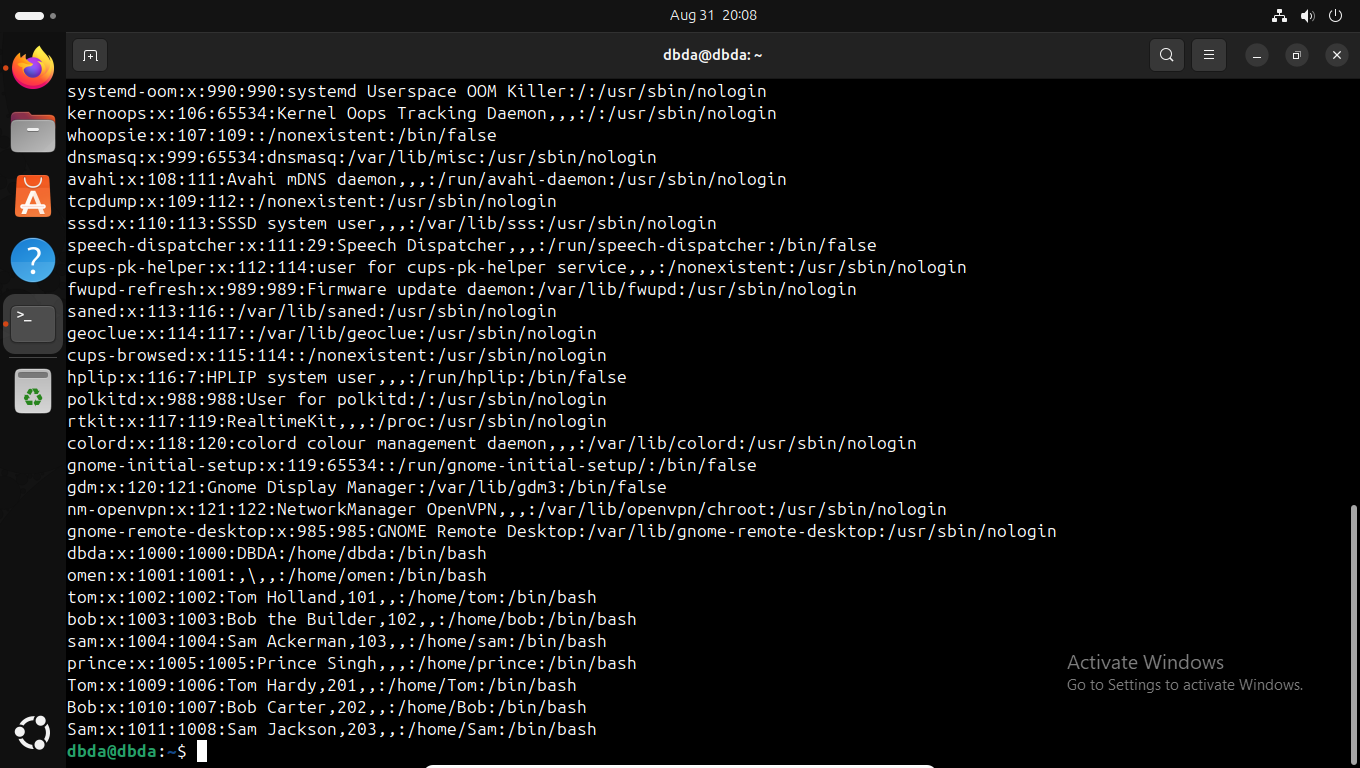 Aug 31 20:08
dbda@dbda: ~
systemd-oom:x:990:990:systemd Userspace OOM Killer:/:/usr/sbin/nologin
kernoops:x:106:65534:Kernel Oops Tracking Daemon,,,:/:/usr/sbin/nologin
whoopsie:x:107:109::/nonexistent:/bin/false
dnsmasq:x:999:65534:dnsmasq:/var/lib/misc:/usr/sbin/nologin
avahi:x:108:111:Avahi mDNS daemon,,,:/run/avahi-daemon:/usr/sbin/nologin
tcpdump:x:109:112::/nonexistent:/usr/sbin/nologin
sssd:x:110:113:SSSD system user,,,:/var/lib/sss:/usr/sbin/nologin
speech-dispatcher:x:111:29:Speech Dispatcher,,,:/run/speech-dispatcher:/bin/false
cups-pk-helper:x:112:114:user for cups-pk-helper service,,,:/nonexistent:/usr/sbin/nologin
fwupd-refresh:x:989:989:Firmware update daemon:/var/lib/fwupd:/usr/sbin/nologin
saned:x:113:116::/var/lib/saned:/usr/sbin/nologin
geoclue:x:114:117::/var/lib/geoclue:/usr/sbin/nologin
cups-browsed:x:115:114::/nonexistent:/usr/sbin/nologin
hplip:x:116:7:HPLIP system user,,,:/run/hplip:/bin/false
polkitd:x:988:988:User for polkitd:/:/usr/sbin/nologin
rtkit:x:117:119:RealtimeKit,,,:/proc:/usr/sbin/nologin
colord:x:118:120:colord colour management daemon,,,:/var/lib/colord:/usr/sbin/nologin
gnome-initial-setup:x:119:65534::/run/gnome-initial-setup/:/bin/false
gdm:x:120:121:Gnome Display Manager:/var/lib/gdm3:/bin/false
nm-openvpn:x:121:122:NetworkManager OpenVPN,,,:/var/lib/openvpn/chroot:/usr/sbin/nologin
gnome-remote-desktop:x:985:985:GNOME Remote Desktop:/var/lib/gnome-remote-desktop:/usr/sbin/nologin
dbda:x:1000:1000:DBDA:/home/dbda:/bin/bash
omen:x:1001:1001:,\,,:/home/omen:/bin/bash
tom:x:1002:1002:Tom Holland,101,,:/home/tom:/bin/bash
bob:x:1003:1003:Bob the Builder,102,,:/home/bob:/bin/bash
sam:x:1004:1004:Sam Ackerman,103,,:/home/sam:/bin/bash
prince:x:1005:1005:Prince Singh,,,:/home/prince:/bin/bash
Tom:x:1009:1006:Tom Hardy,201,,:/home/Tom:/bin/bash
Bob:x:1010:1007:Bob Carter,202,,:/home/Bob:/bin/bash
Sam:x:1011:1008:Sam Jackson,203,,:/home/Sam:/bin/bash
dbda@dbda:~$
Activate Windows
Go to Settings to activate Windows.